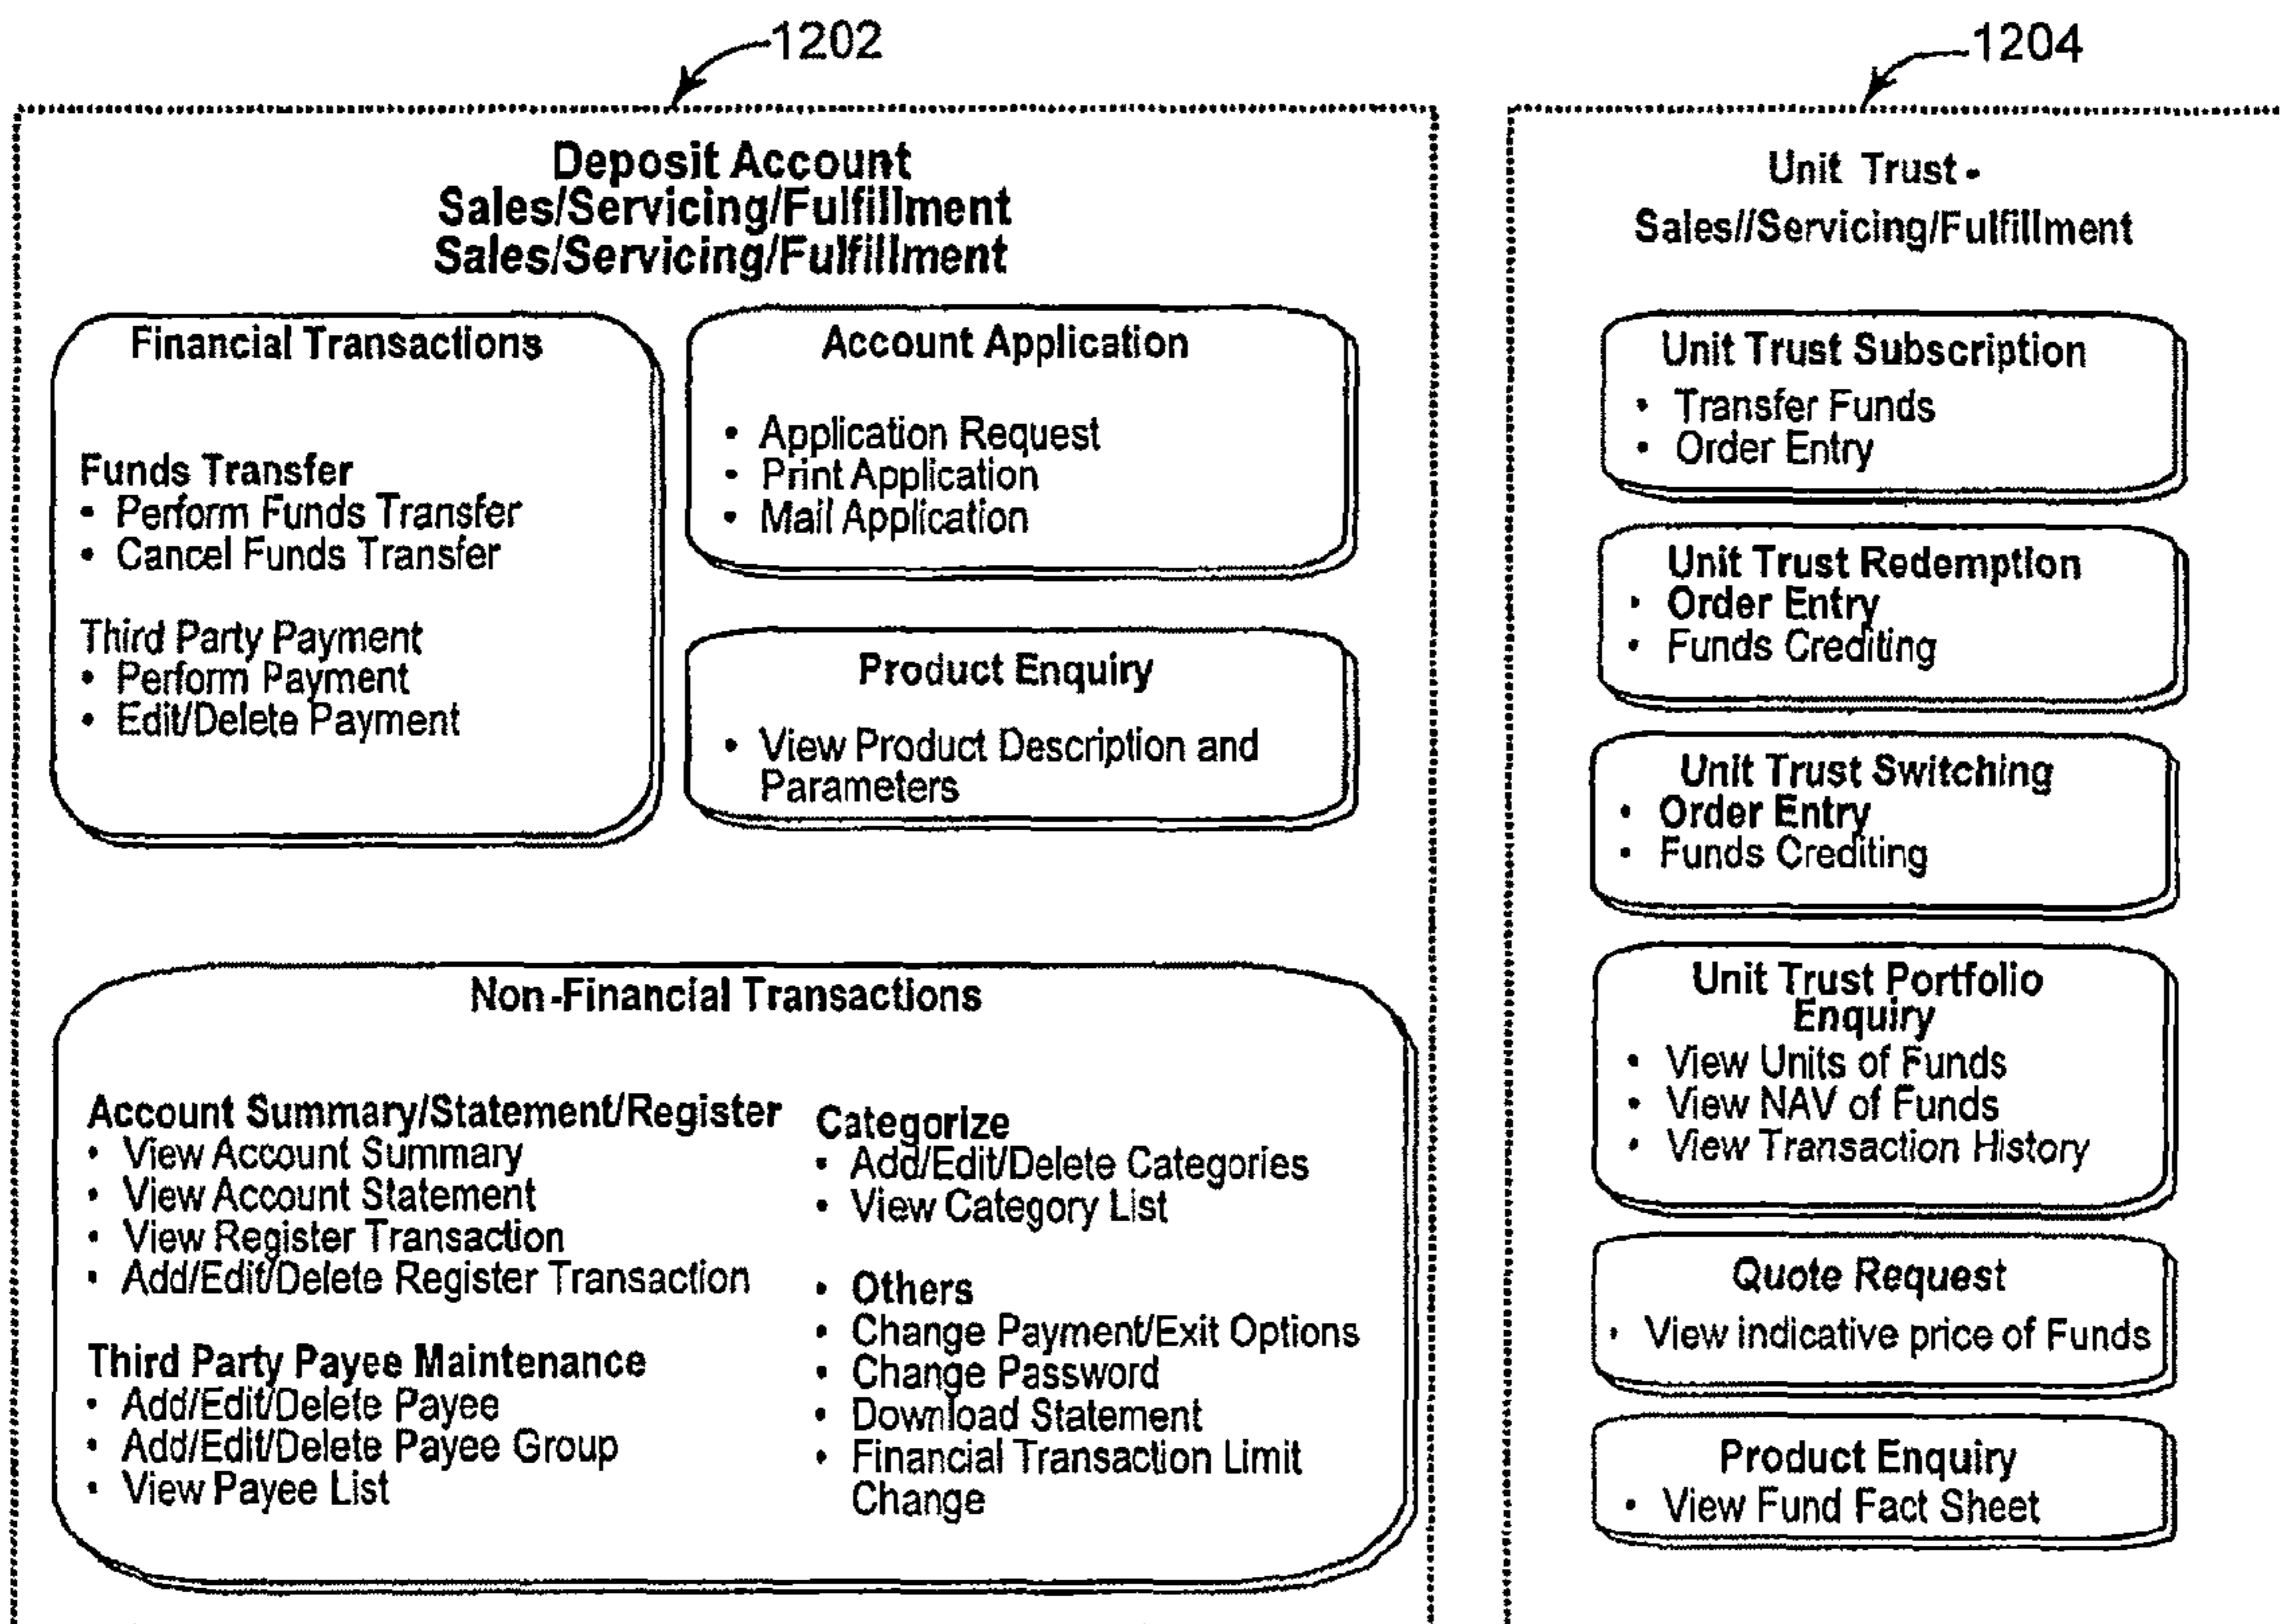 1202
Deposit Account
Sales/Servicing/Fulfillment
Sales/Servicing/Fulfillment
Financial Transactions
Funds Transfer
• Perform Funds Transfer
• Cancel Funds Transfer
Third Party Payment
• Perform Payment
• Edit/Delete Payment
Account Application
• Application Request
• Print Application
• Mail Application
Product Enquiry
• View Product Description and
Parameters
Non-Financial Transactions
Account Summary/Statement/Register
• View Account Summary
• View Account Statement
• View Register Transaction
• Add/Edit/Delete Register Transaction
Third Party Payee Maintenance
• Add/Edit/Delete Payee
• Add/Edit/Delete Payee Group
• View Payee List
Categorize
• Add/Edit/Delete Categories
• View Category List
• Others
• Change Payment/Exit Options
• Change Password
• Download Statement
• Financial Transaction Limit
Change
1204
Unit Trust -
Sales//Servicing/Fulfillment
Unit Trust Subscription
• Transfer Funds
• Order Entry
Unit Trust Redemption
• Order Entry
• Funds Crediting
Unit Trust Switching
• Order Entry
• Funds Crediting
Unit Trust Portfolio
Enquiry
• View Units of Funds
• View NAV of Funds
• View Transaction History
Quote Request
• View indicative price of Funds
Product Enquiry
• View Fund Fact Sheet